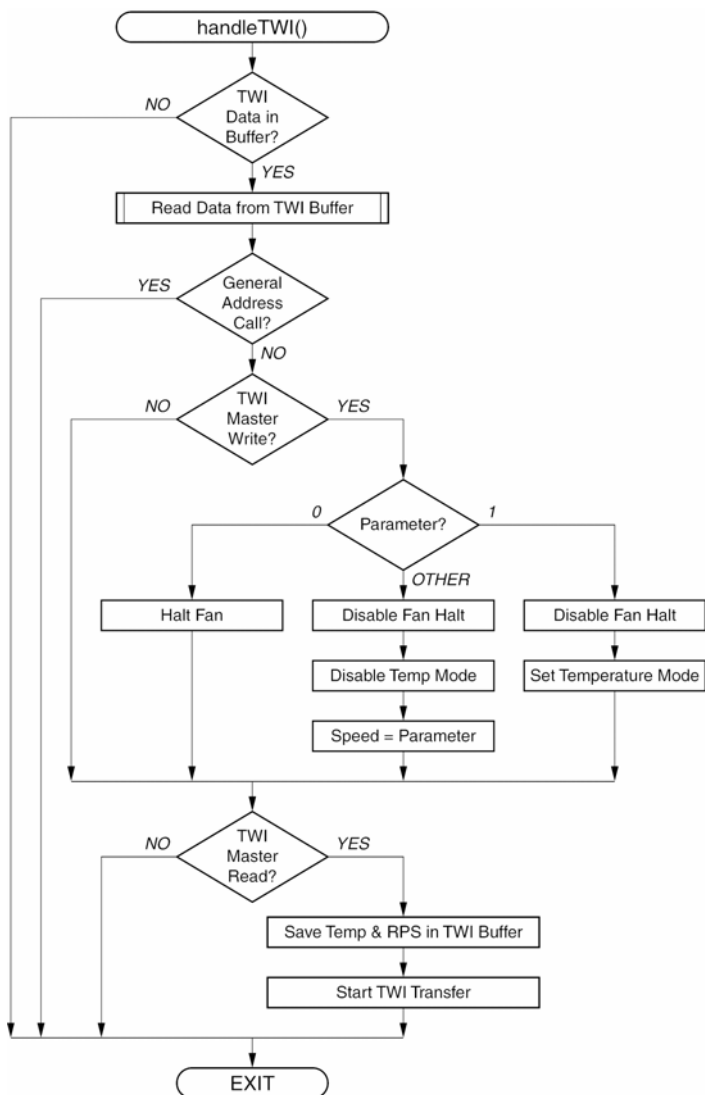 handleTWI()
NO
TWI
Data in
Buffer?
YES
Read Data from TWI Buffer
YES
General
Address
Call?
NO
NO
TWI
Master
Write?
YES
0
Parameter?
1
OTHER
Halt Fan
Disable Fan Halt
Disable Fan Halt
Disable Temp Mode
Set Temperature Mode
Speed = Parameter
NO
TWI
Master
Read?
YES
Save Temp & RPS in TWI Buffer
Start TWI Transfer
EXIT